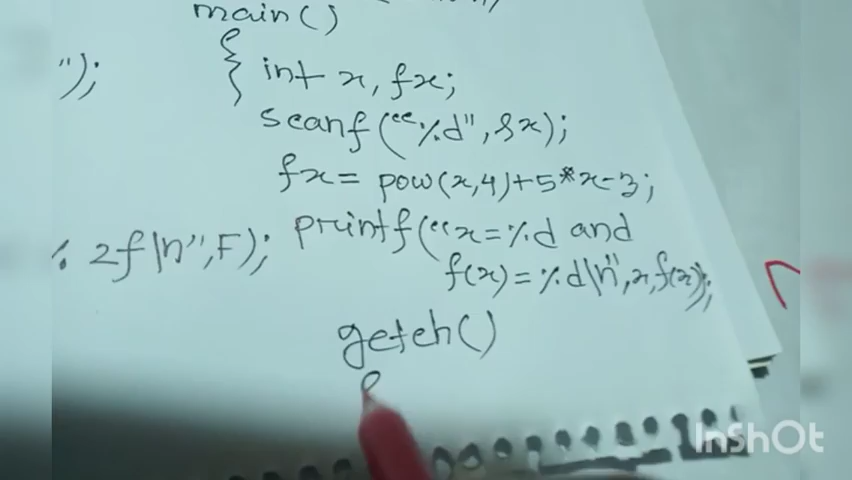 main()
"); { int x, fx;
scanf ("%d", &x);
fx = pow(x,4)+5*x-3;
% 2f\n", F); printf ("x=%d and
f(x) = %d\n", x, f(x));
getch()
InShOt